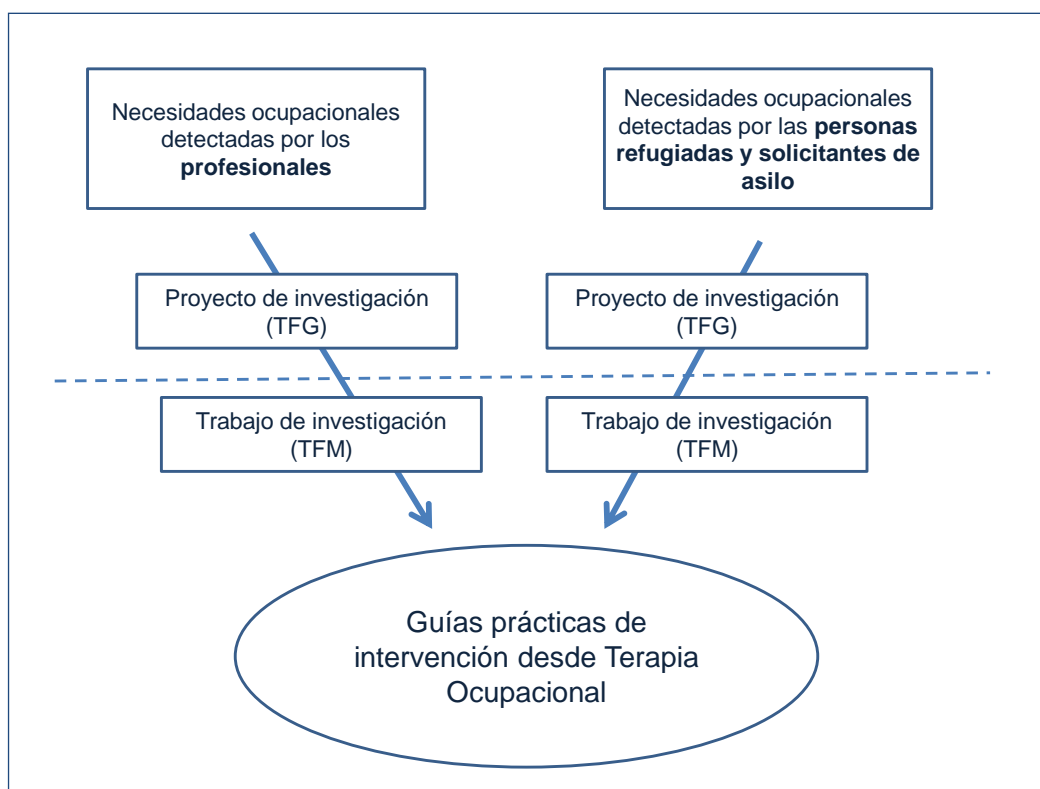 Necesidades ocupacionales
detectadas por los
profesionales
Necesidades ocupacionales
detectadas por las personas
refugiadas y solicitantes de
asilo
Proyecto de investigación
(TFG)
Proyecto de investigación
(TFG)
Trabajo de investigación
(TFM)
Trabajo de investigación
(TFM)
Guías prácticas de
intervención desde Terapia
Ocupacional